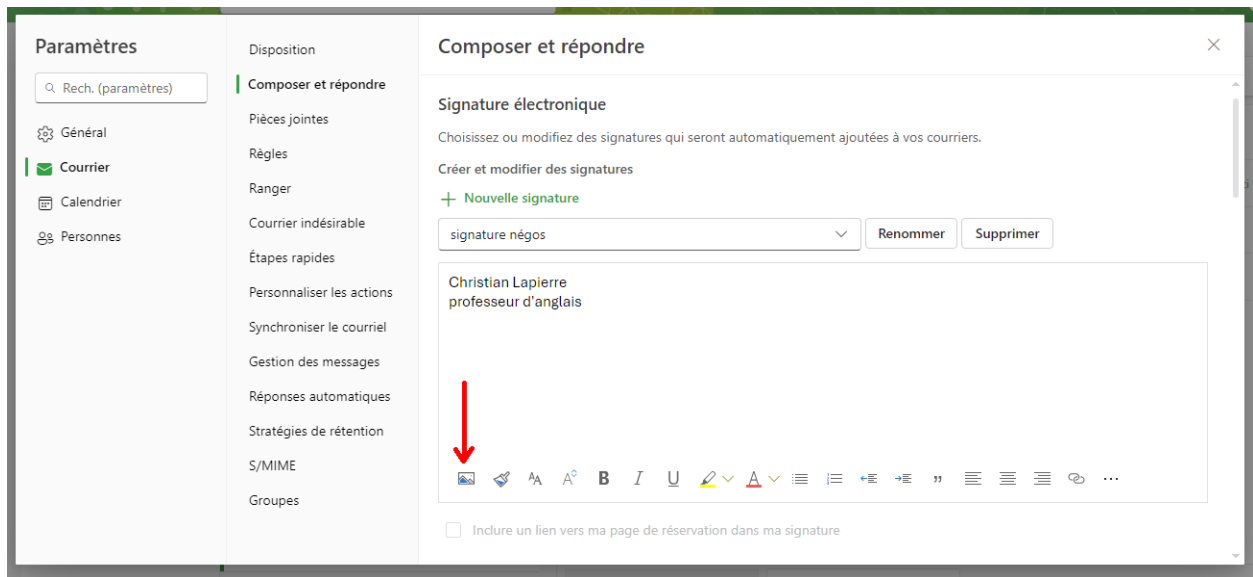 Paramètres
Rech. (paramètres)
Général
Courrier
Calendrier
Personnes
Disposition
Composer et répondre
Pièces jointes
Règles
Ranger
Courrier indésirable
Étapes rapides
Personnaliser les actions
Synchroniser le courriel
Gestion des messages
Réponses automatiques
Stratégies de rétention
S/MIME
Groupes
Composer et répondre
Signature électronique
Choisissez ou modifiez des signatures qui seront automatiquement ajoutées à vos courriers.
Créer et modifier des signatures
Nouvelle signature
signature négos
Renommer
Supprimer
Christian Lapierre
professeur d'anglais
Inclure un lien vers ma page de réservation dans ma signature